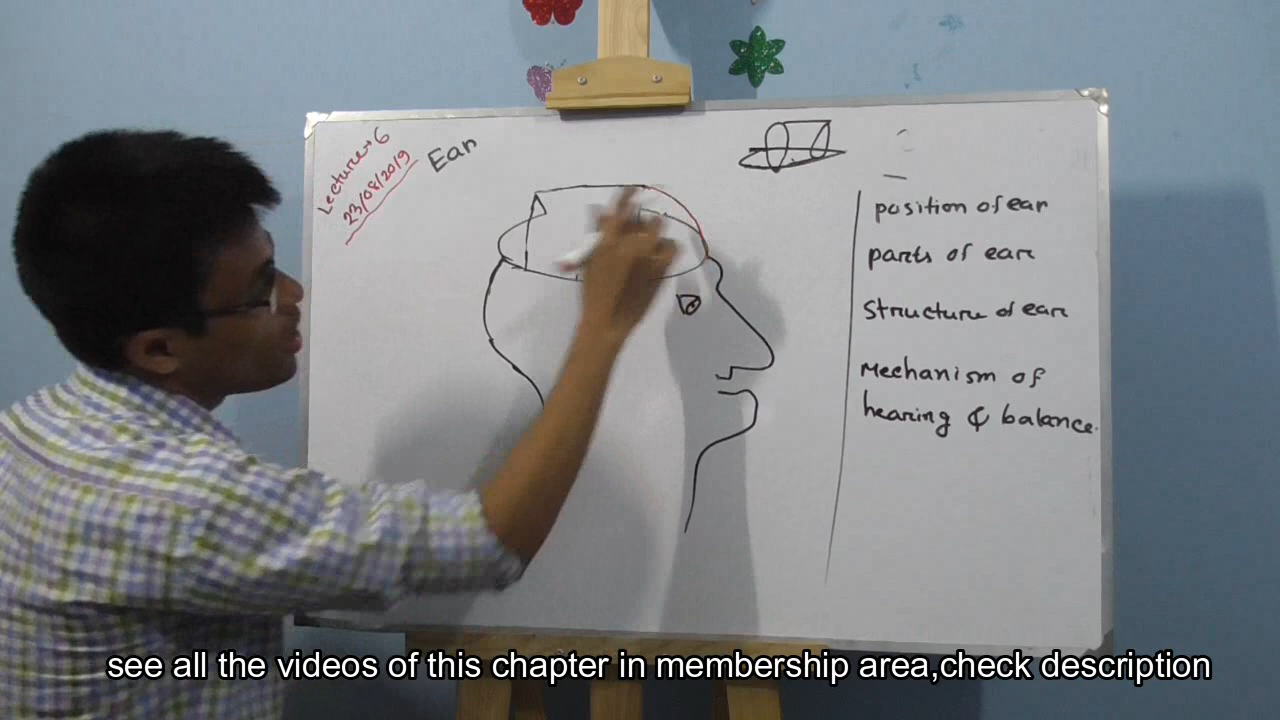 Lecture→6
23/08/2019
Ear
position of ear
parts of ear
Structure of ear
Mechanism of
hearing & balance.
see all the videos of this chapter in membership area,check description